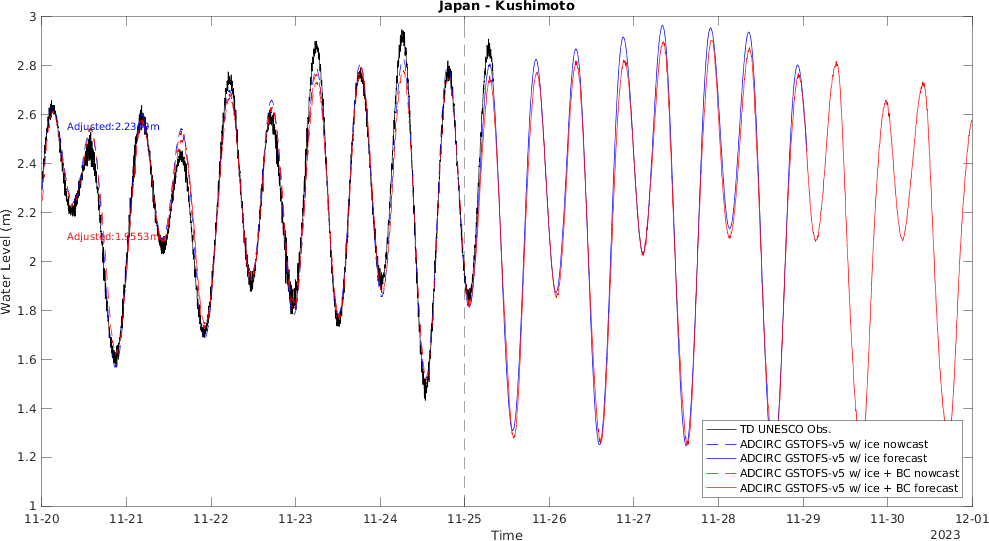 Japan - Kushimoto
3
2.8
2.6
2.4
2.2
2
1.8
1.6
1.4
1.2
1
Water Level (m)
Adjusted:
Adjusted:1.9553m
TD UNESCO Obs.
ADCIRC GSTOFS-v5 w/ ice nowcast
ADCIRC GSTOFS-v5 w/ ice forecast
ADCIRC GSTOFS-v5 w/ ice + BC nowcast
ADCIRC GSTOFS-v5 w/ ice + BC forecast
11-20 11-21 11-22 11-23 11-24 11-25 11-26 11-27 11-28 11-29 11-30 12-01
Time
2023